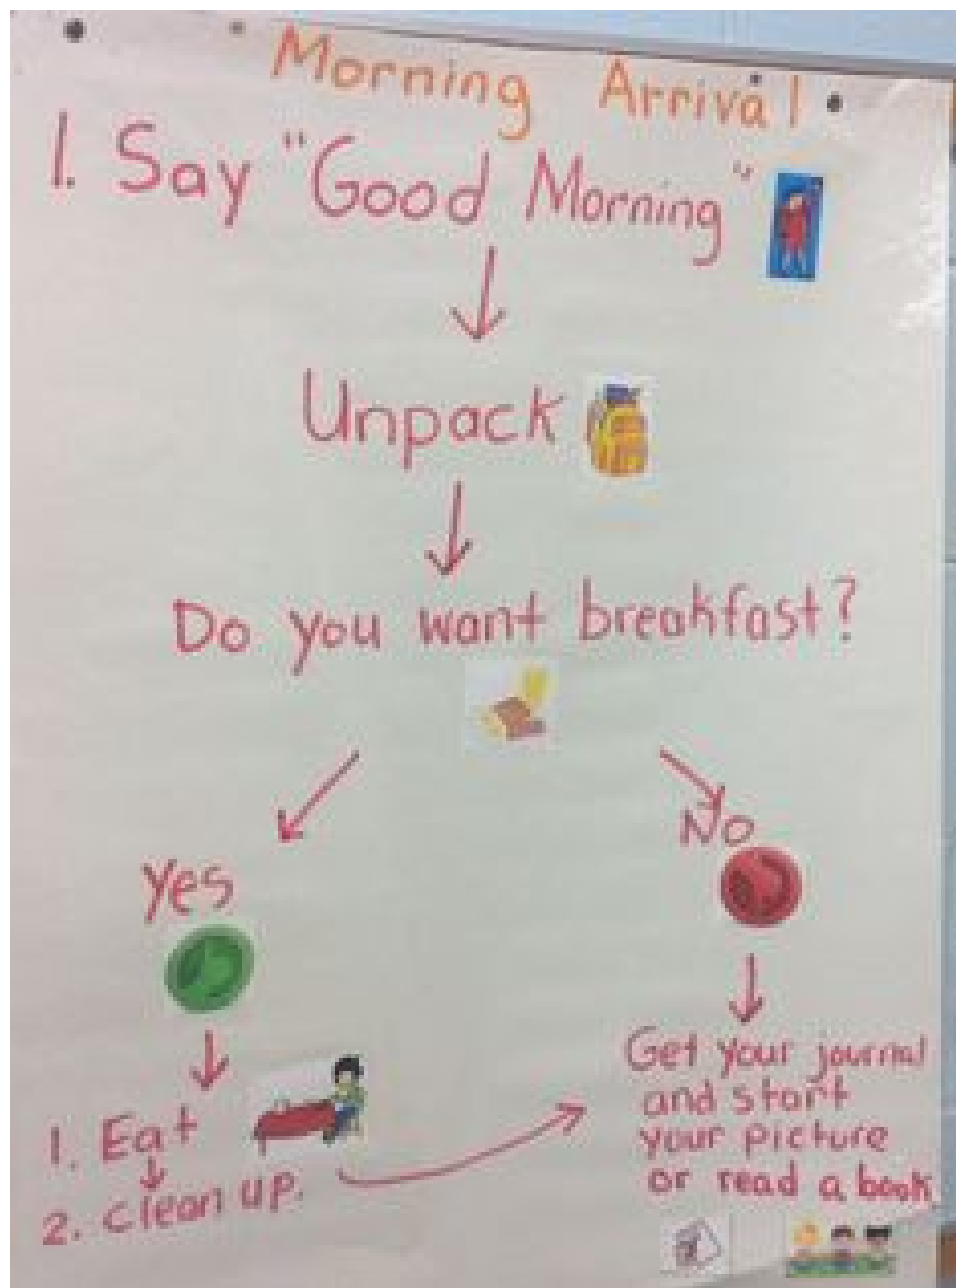 Morning Arrival
1. Say "Good Morning"
Unpack
Do you want breakfast?
Yes
No
1. Eat
2. clean up.
Get your journal
and start
your picture
or read a book